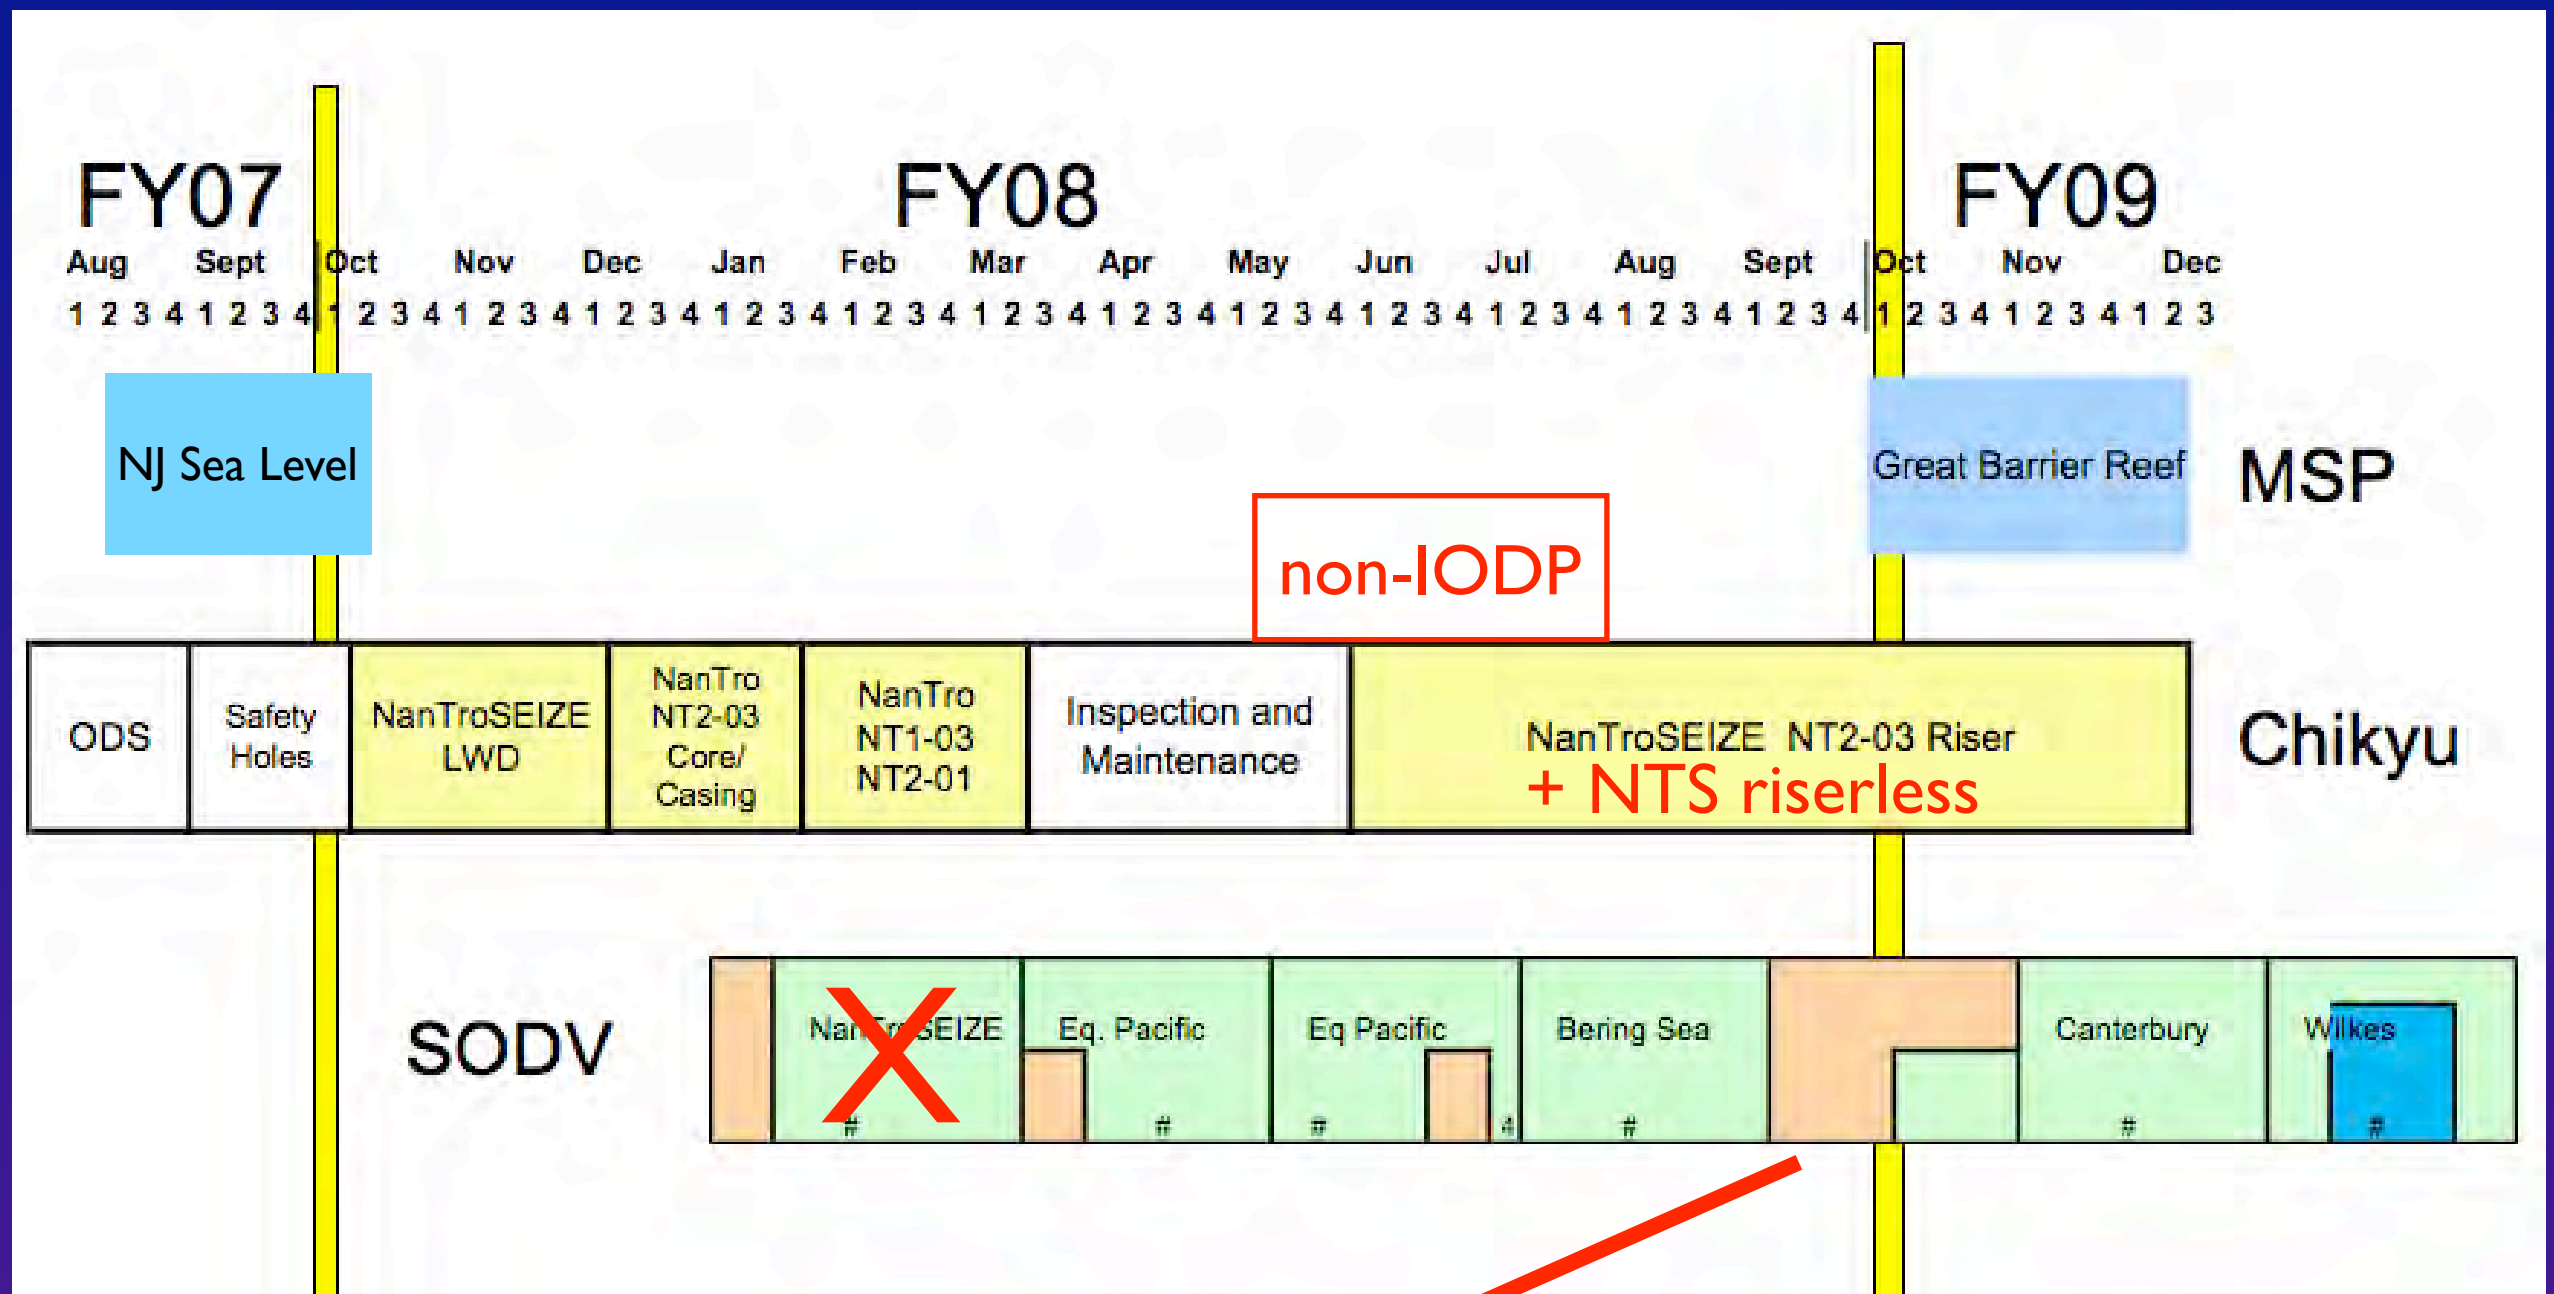 FY07 FY08 FY09
Aug Sept Oct Nov Dec Jan Feb Mar Apr May Jun Jul Aug Sept Oct Nov Dec
1 2 3 4 1 2 3 4 1 2 3 4 1 2 3 4 1 2 3 4 1 2 3 4 1 2 3 4 1 2 3 4 1 2 3 4 1 2 3 4 1 2 3 4 1 2 3 4 1 2 3 4 1 2 3 4 1 2 3 4 1 2 3 4 1 2 3
NJ Sea Level
Great Barrier Reef
MSP
non-IODP
ODS
Safety
Holes
NanTroSEIZE
LWD
NanTro
NT2-03
Core/
Casing
NanTro
NT1-03
NT2-01
Inspection and
Maintenance
NanTroSEIZE NT2-03 Riser
+ NTS riserless
Chikyu
SODV
X
NanTroSEIZE
#
Eq. Pacific
#
Eq Pacific
#
Bering Sea
#
Canterbury
#
Wilkes
#